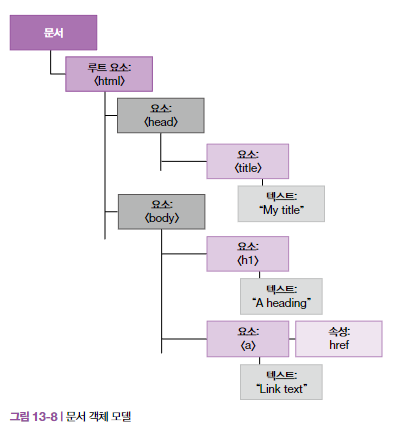 문서
루트 요소:
〈html〉
요소:
〈head〉
요소:
〈title〉
텍스트:
“My title”
요소:
〈body〉
요소:
〈h1〉
텍스트:
“A heading”
요소:
〈a〉
속성:
href
텍스트:
“Link text”
그림 13-8 | 문서 객체 모델